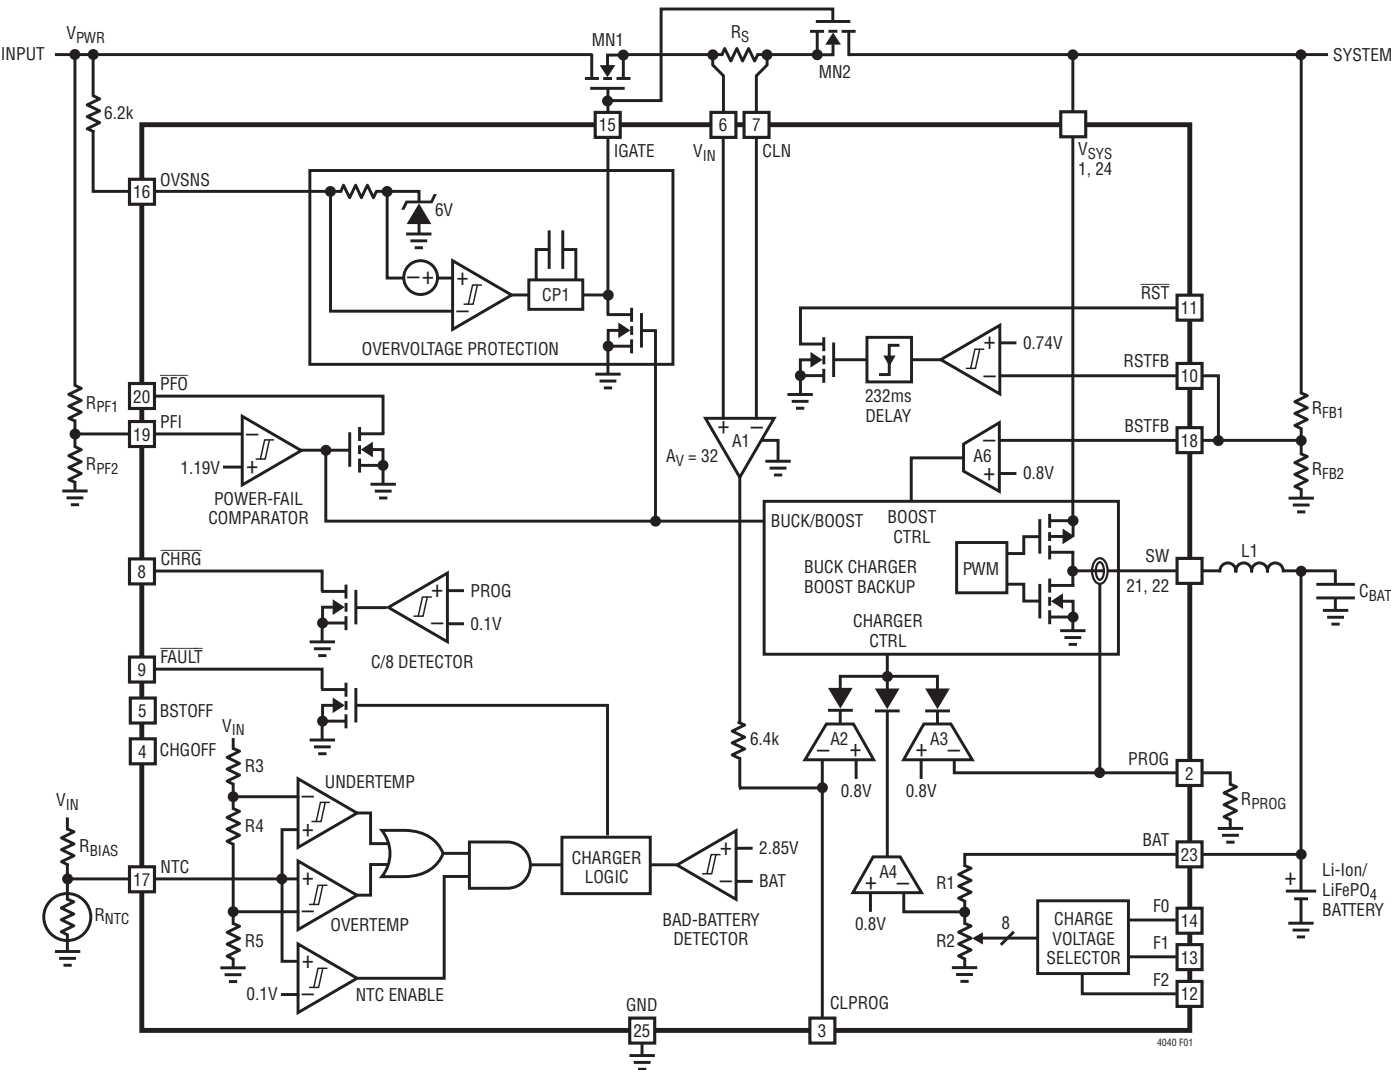 INPUT
VPWR
MN1
RS
MN2
SYSTEM
6.2k
15
6
7
IGATE
VIN
CLN
VSYS
1, 24
16
OVSNS
6V
− +
+
−
CP1
OVERVOLTAGE PROTECTION
RST
11
+
0.74V
RSTFB
−
10
232ms
DELAY
PFO
20
RPF1
PFI
19
−
+
1.19V
RPF2
POWER-FAIL
COMPARATOR
+ −
A1
AV = 32
BSTFB
18
−
A6
+
0.8V
RFB1
RFB2
BUCK/BOOST
BOOST
CTRL
BUCK CHARGER
BOOST BACKUP
PWM
CHARGER
CTRL
SW
21, 22
L1
CBAT
CHRG
8
+
PROG
−
0.1V
C/8 DETECTOR
FAULT
9
5
BSTOFF
4
CHGOFF
VIN
R3
R4
R5
UNDERTEMP
−
+
6.4k
A2
− +
0.8V
A3
+ −
0.8V
PROG
2
RPROG
VIN
RBIAS
NTC
17
RNTC
+
−
OVERTEMP
+
−
0.1V
NTC ENABLE
CHARGER
LOGIC
+
2.85V
−
BAT
BAD-BATTERY
DETECTOR
A4
+ −
0.8V
R1
R2
8
BAT
23
CHARGE
VOLTAGE
SELECTOR
F0
14
F1
13
F2
12
+
Li-Ion/
LiFePO4
BATTERY
GND
25
CLPROG
3
4040 F01